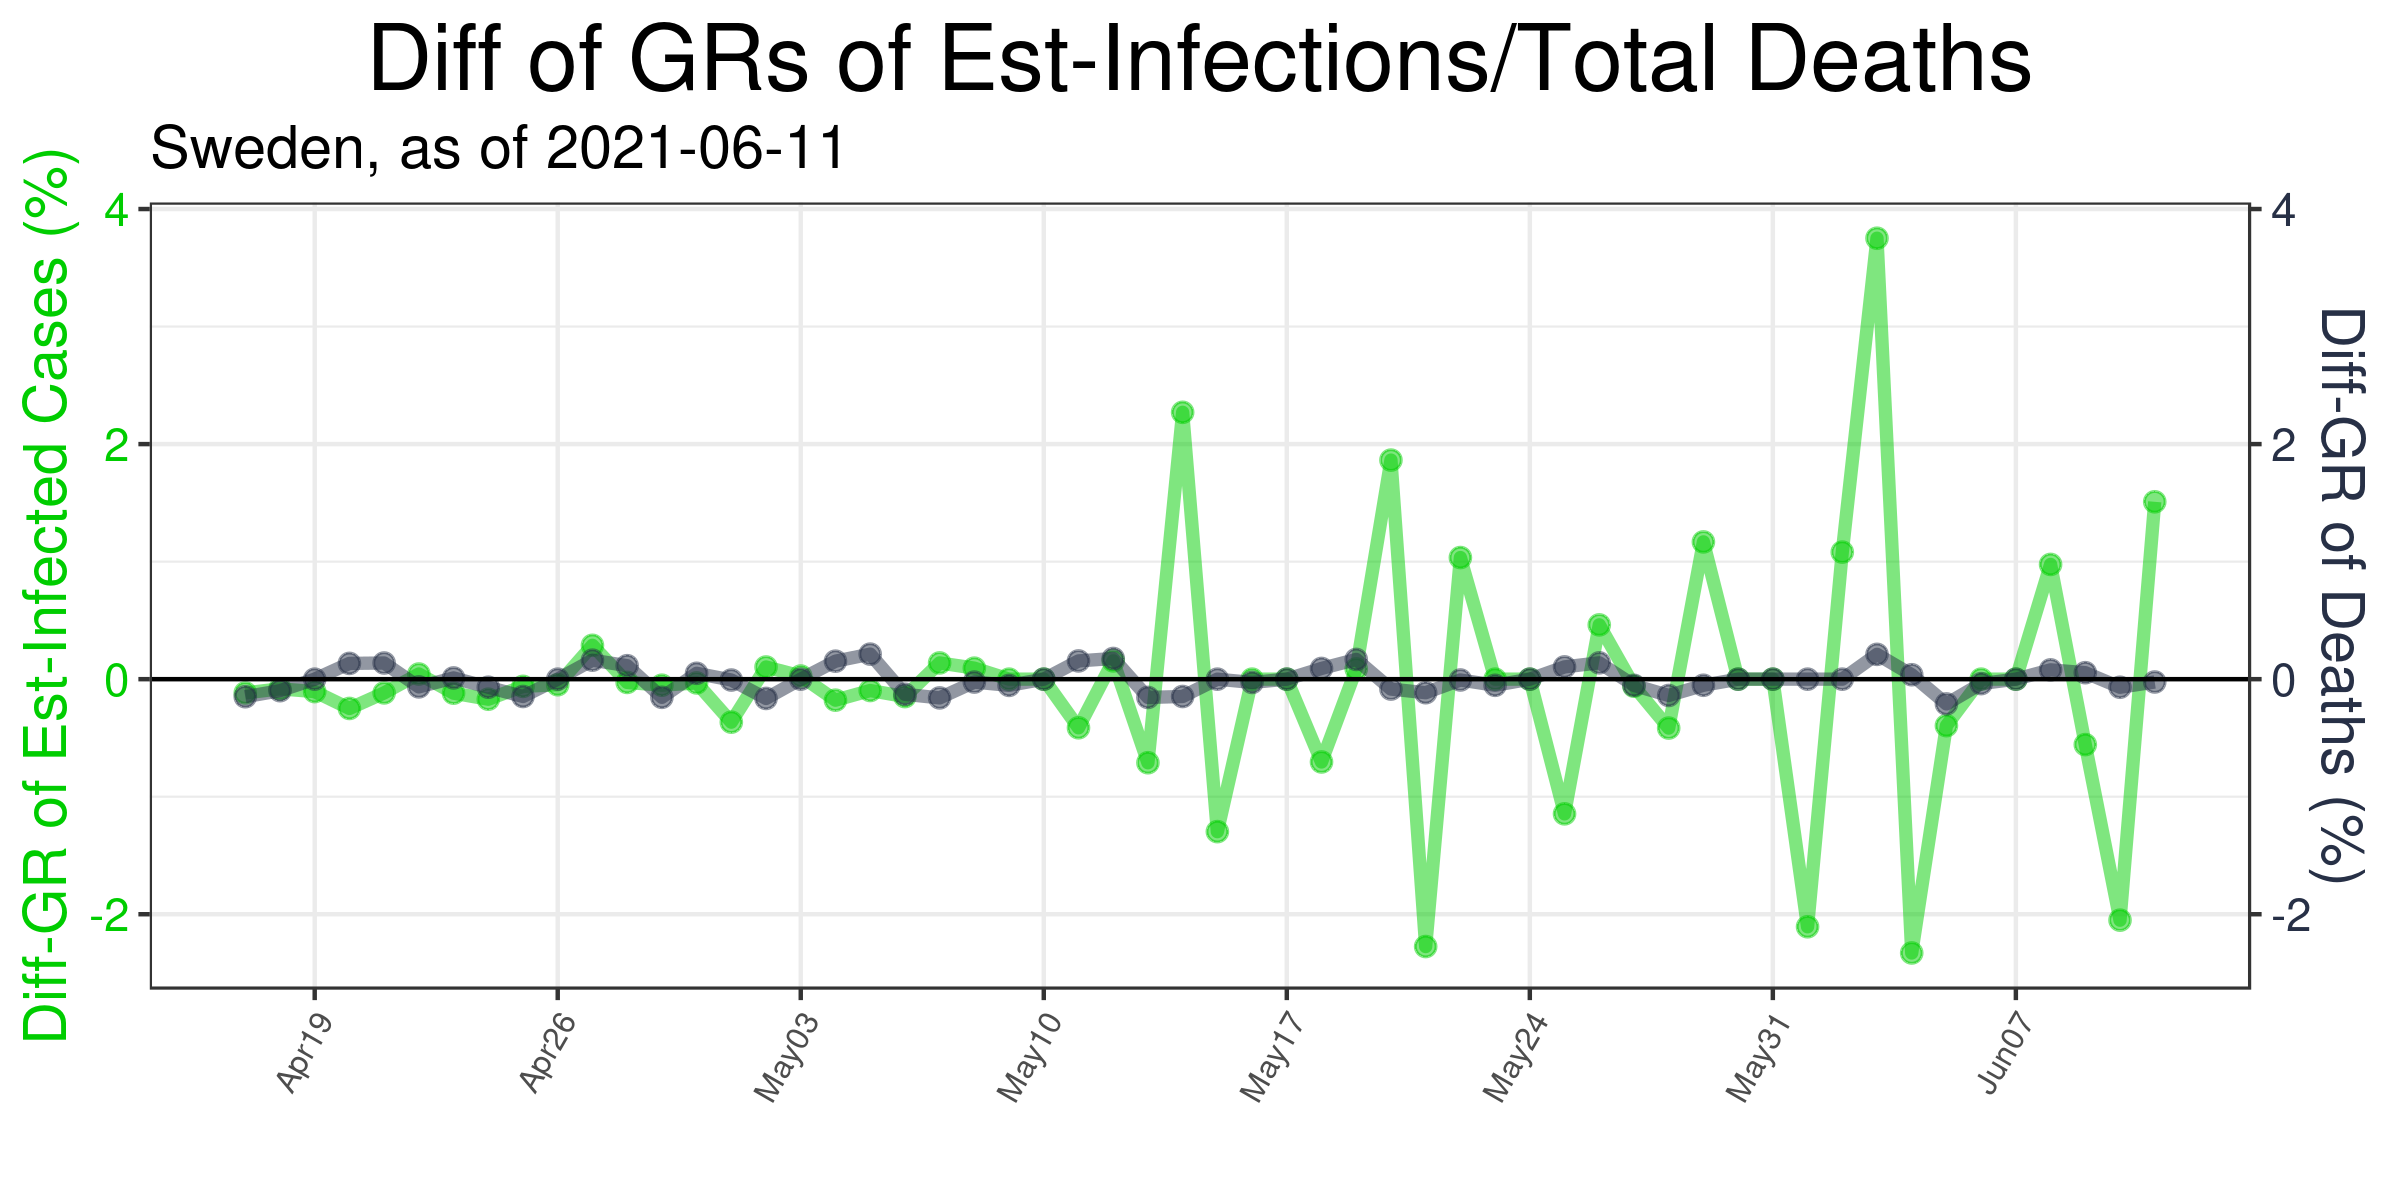 Diff of GRs of Est-Infections/Total Deaths
Sweden, as of 2021-06-11
Diff-GR of Est-Infected Cases (%)
4
2
0
-2
4
2
0
-2
Diff-GR of Deaths (%)
Apr19
Apr26
May03
May10
May17
May24
May31
Jun07